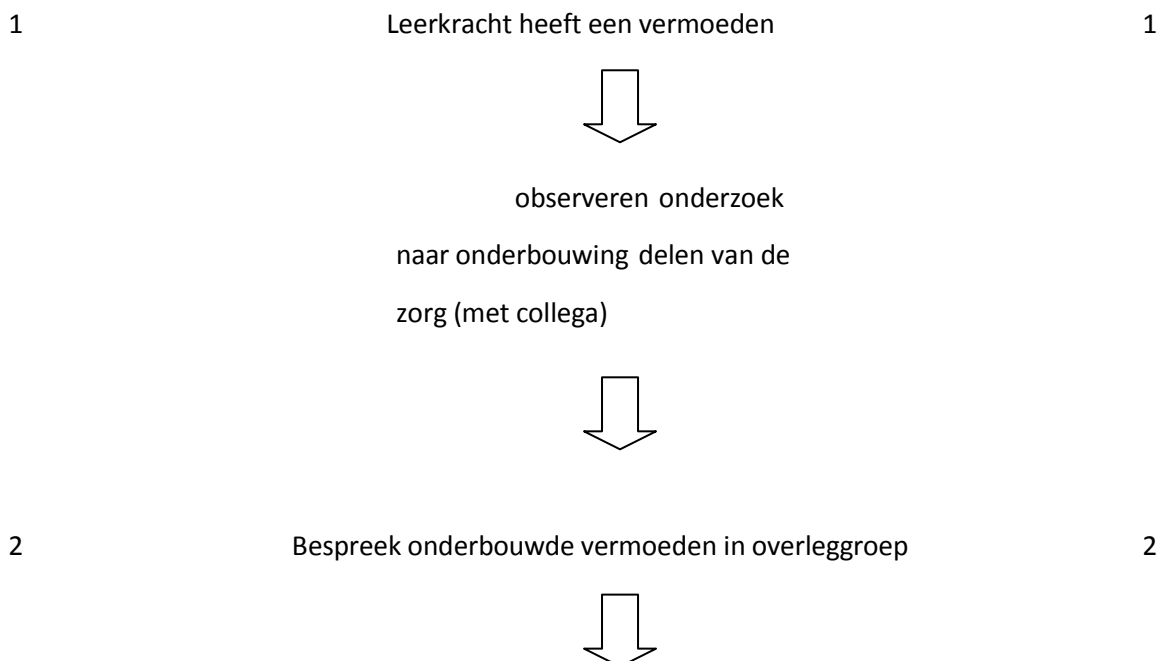 1 Leerkracht heeft een vermoeden 1
observeren onderzoek
naar onderbouwing delen van de
zorg (met collega)
2 Bespreek onderbouwde vermoeden in overleggroep 2